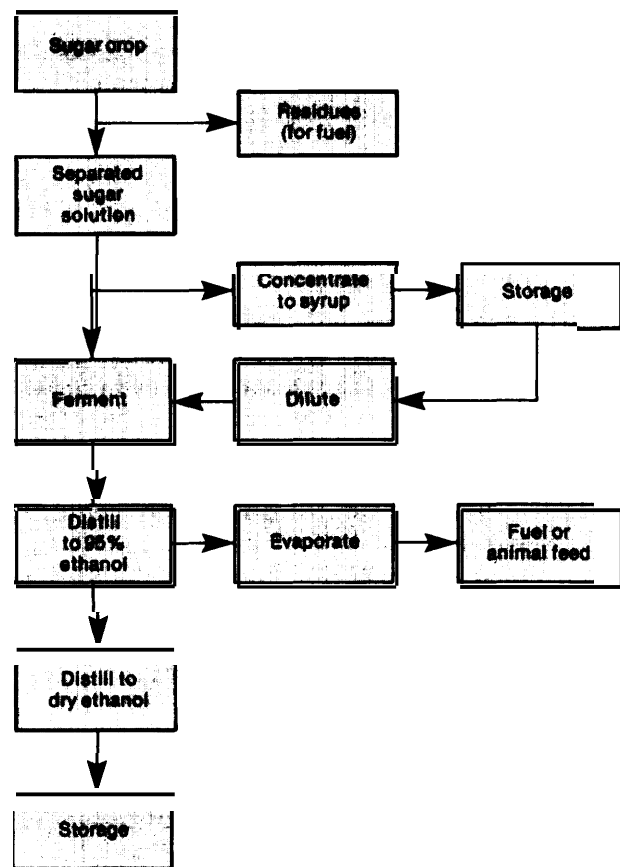 Sugar crop
Residues
(for fuel)
Separated
sugar
solution
Concentrate
to syrup
Storage
Ferment
Dilute
Distill
to 95%
ethanol
Evaporate
Fuel or
animal feed
Distill to
dry ethanol
Storage